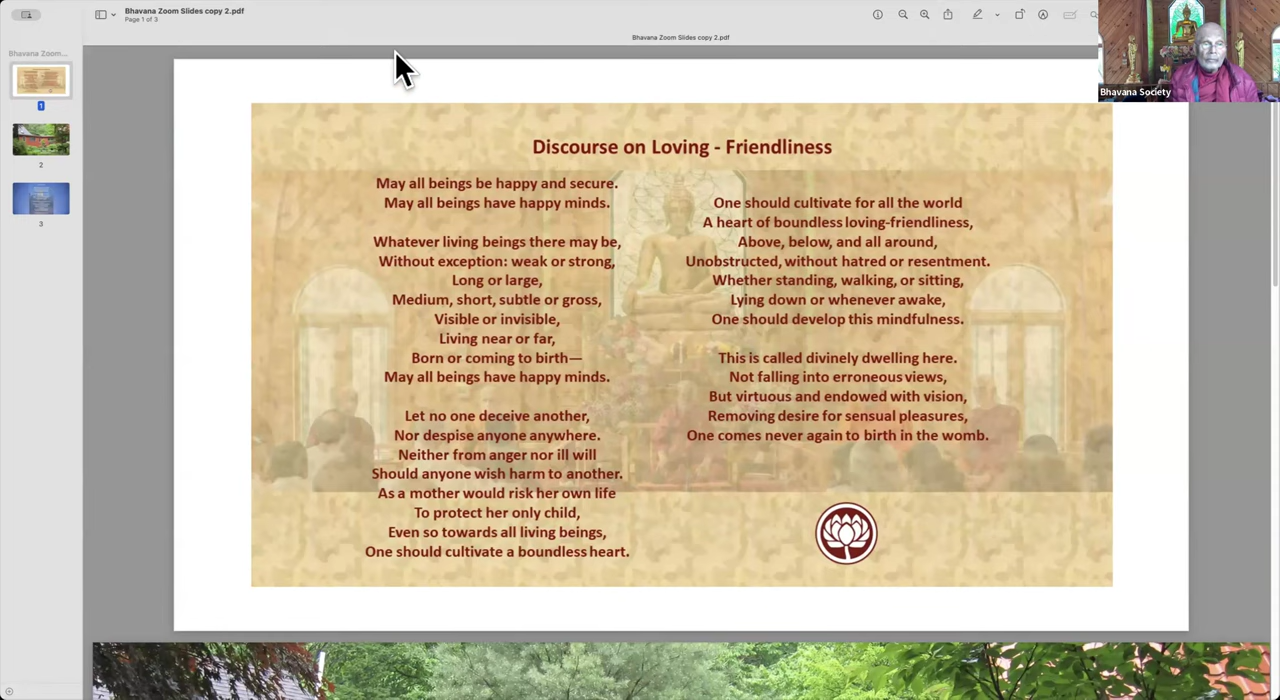 Bhavana Zoom Slides copy 2.pdf
Page 1 of 3
Bhavana Zoom Slides copy 2.pdf
Bhavana Zoom...
1
2
3
Bhavana Society
Discourse on Loving - Friendliness
May all beings be happy and secure.
May all beings have happy minds.
Whatever living beings there may be,
Without exception: weak or strong,
Long or large,
Medium, short, subtle or gross,
Visible or invisible,
Living near or far,
Born or coming to birth—
May all beings have happy minds.
Let no one deceive another,
Nor despise anyone anywhere.
Neither from anger nor ill will
Should anyone wish harm to another.
As a mother would risk her own life
To protect her only child,
Even so towards all living beings,
One should cultivate a boundless heart.
One should cultivate for all the world
A heart of boundless loving-friendliness,
Above, below, and all around,
Unobstructed, without hatred or resentment.
Whether standing, walking, or sitting,
Lying down or whenever awake,
One should develop this mindfulness.
This is called divinely dwelling here.
Not falling into erroneous views,
But virtuous and endowed with vision,
Removing desire for sensual pleasures,
One comes never again to birth in the womb.